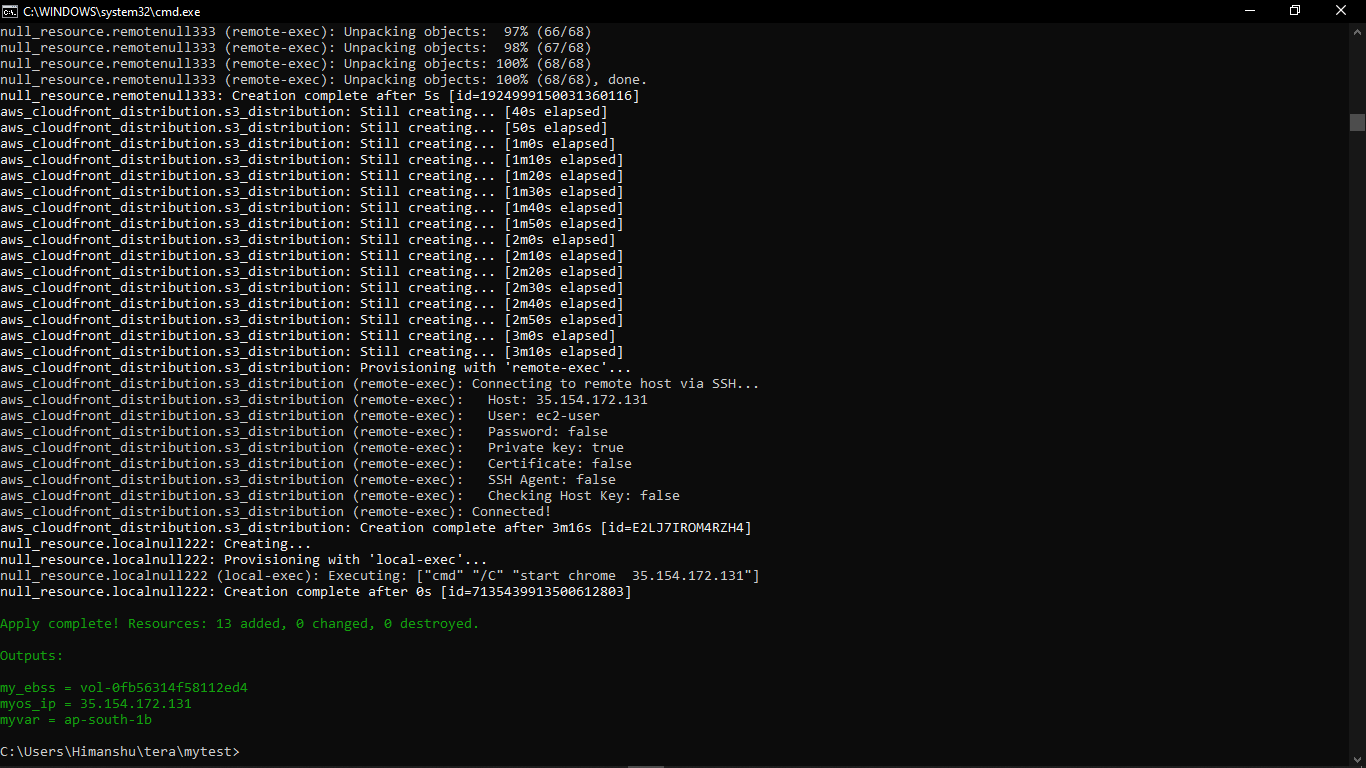 C:\WINDOWS\system32\cmd.exe
null_resource.remotenull333 (remote-exec): Unpacking objects:  97% (66/68)
null_resource.remotenull333 (remote-exec): Unpacking objects:  98% (67/68)
null_resource.remotenull333 (remote-exec): Unpacking objects: 100% (68/68)
null_resource.remotenull333 (remote-exec): Unpacking objects: 100% (68/68), done.
null_resource.remotenull333: Creation complete after 5s [id=1924999150031360116]
aws_cloudfront_distribution.s3_distribution: Still creating... [40s elapsed]
aws_cloudfront_distribution.s3_distribution: Still creating... [50s elapsed]
aws_cloudfront_distribution.s3_distribution: Still creating... [1m0s elapsed]
aws_cloudfront_distribution.s3_distribution: Still creating... [1m10s elapsed]
aws_cloudfront_distribution.s3_distribution: Still creating... [1m20s elapsed]
aws_cloudfront_distribution.s3_distribution: Still creating... [1m30s elapsed]
aws_cloudfront_distribution.s3_distribution: Still creating... [1m40s elapsed]
aws_cloudfront_distribution.s3_distribution: Still creating... [1m50s elapsed]
aws_cloudfront_distribution.s3_distribution: Still creating... [2m0s elapsed]
aws_cloudfront_distribution.s3_distribution: Still creating... [2m10s elapsed]
aws_cloudfront_distribution.s3_distribution: Still creating... [2m20s elapsed]
aws_cloudfront_distribution.s3_distribution: Still creating... [2m30s elapsed]
aws_cloudfront_distribution.s3_distribution: Still creating... [2m40s elapsed]
aws_cloudfront_distribution.s3_distribution: Still creating... [2m50s elapsed]
aws_cloudfront_distribution.s3_distribution: Still creating... [3m0s elapsed]
aws_cloudfront_distribution.s3_distribution: Still creating... [3m10s elapsed]
aws_cloudfront_distribution.s3_distribution: Provisioning with 'remote-exec'...
aws_cloudfront_distribution.s3_distribution (remote-exec): Connecting to remote host via SSH...
aws_cloudfront_distribution.s3_distribution (remote-exec):   Host: 35.154.172.131
aws_cloudfront_distribution.s3_distribution (remote-exec):   User: ec2-user
aws_cloudfront_distribution.s3_distribution (remote-exec):   Password: false
aws_cloudfront_distribution.s3_distribution (remote-exec):   Private key: true
aws_cloudfront_distribution.s3_distribution (remote-exec):   Certificate: false
aws_cloudfront_distribution.s3_distribution (remote-exec):   SSH Agent: false
aws_cloudfront_distribution.s3_distribution (remote-exec):   Checking Host Key: false
aws_cloudfront_distribution.s3_distribution (remote-exec): Connected!
aws_cloudfront_distribution.s3_distribution: Creation complete after 3m16s [id=E2LJ7IROM4RZH4]
null_resource.localnull222: Creating...
null_resource.localnull222: Provisioning with 'local-exec'...
null_resource.localnull222 (local-exec): Executing: ["cmd" "/C" "start chrome  35.154.172.131"]
null_resource.localnull222: Creation complete after 0s [id=7135439913500612803]
Apply complete! Resources: 13 added, 0 changed, 0 destroyed.
Outputs:
my_ebss = vol-0fb56314f58112ed4
myos_ip = 35.154.172.131
myvar = ap-south-1b
C:\Users\Himanshu\tera\mytest>